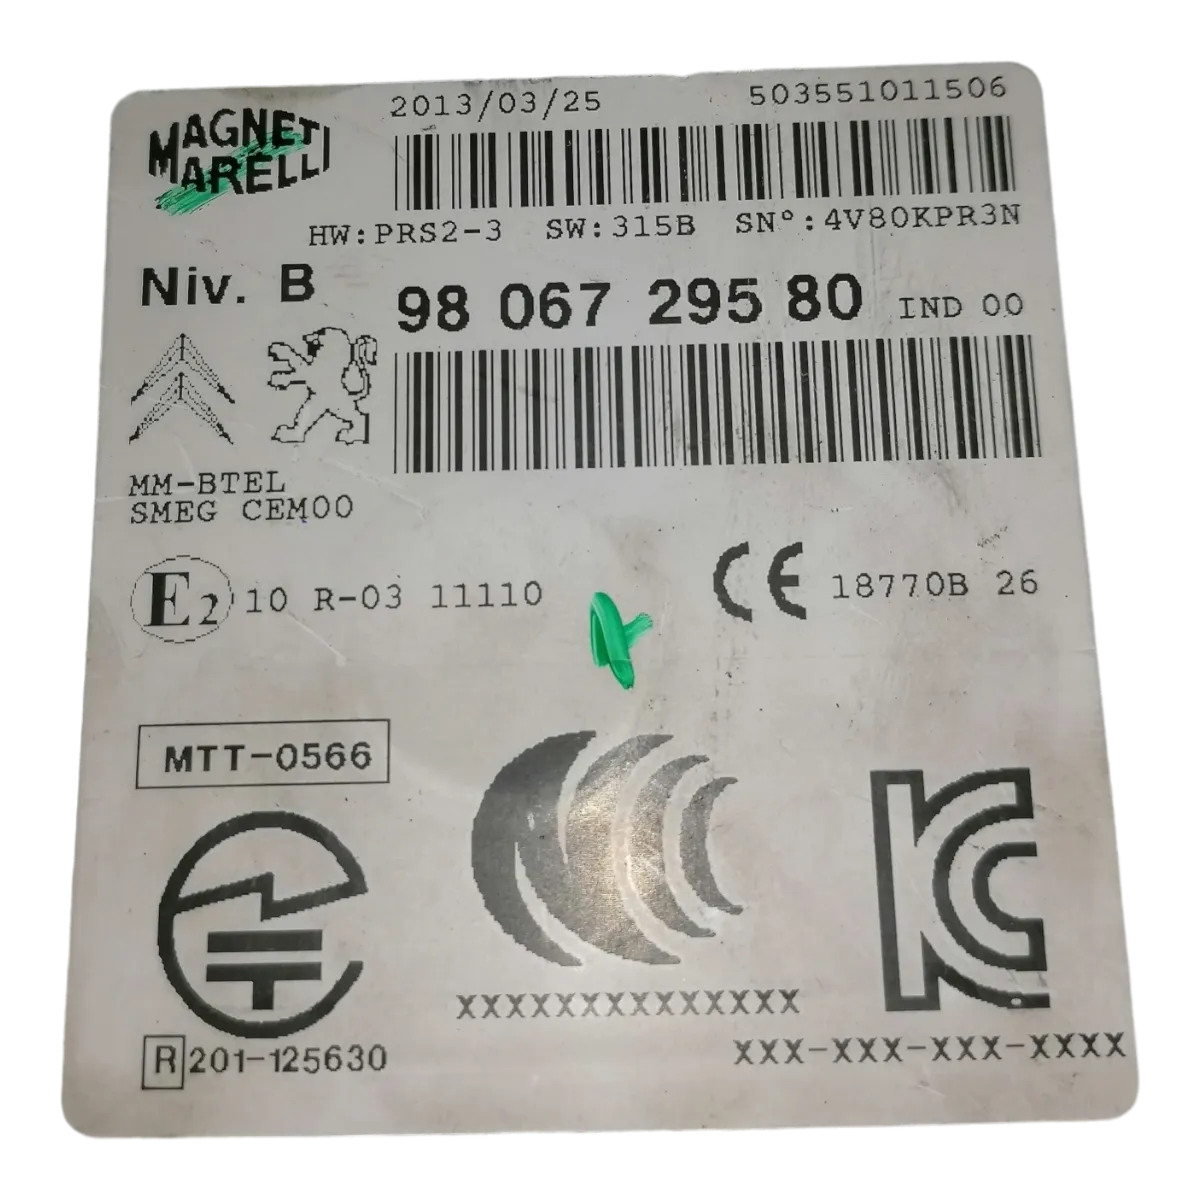 MAGNETI
MARELLI
2013/03/25 503551011506
HW:PRS2-3 SW:315B SN°:4V80KPR3N
Niv. B 98 067 295 80 IND 00
MM-BTEL
SMEG CEM00
E2 10 R-03 11110
CE 18770B 26
MTT-0566
R 201-125630
XXXXXXXXXXXXXX
XXX-XXX-XXX-XXXX